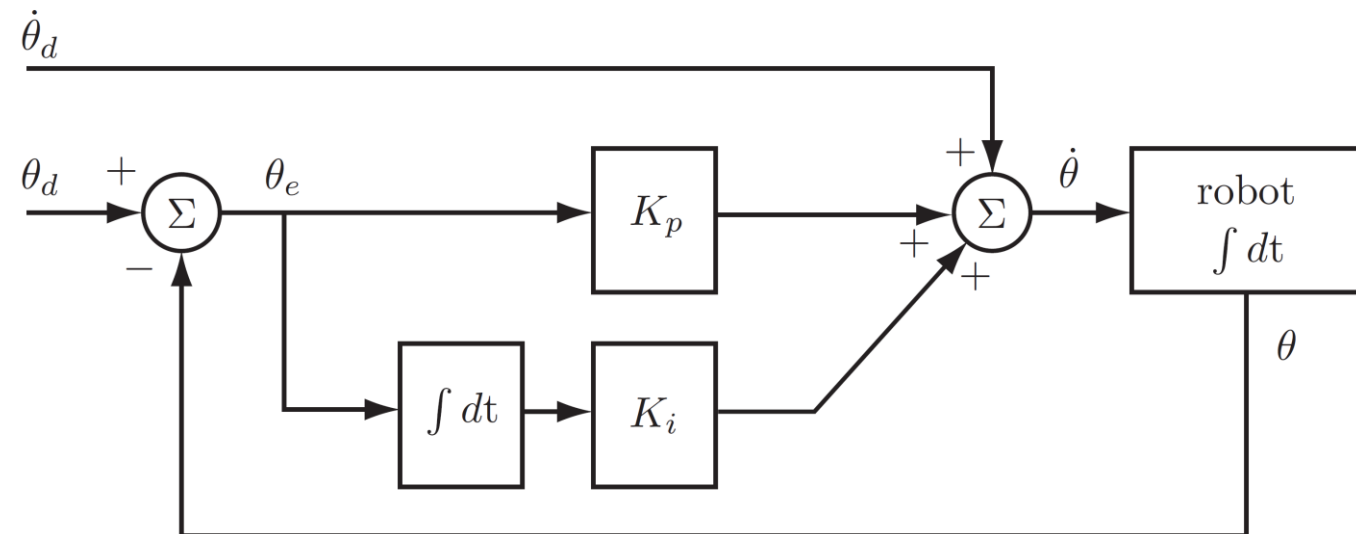 θ̇_d
θ_d + Σ − θ_e
K_p
∫ dt
K_i
+ + + Σ
θ̇
robot
∫ dt
θ